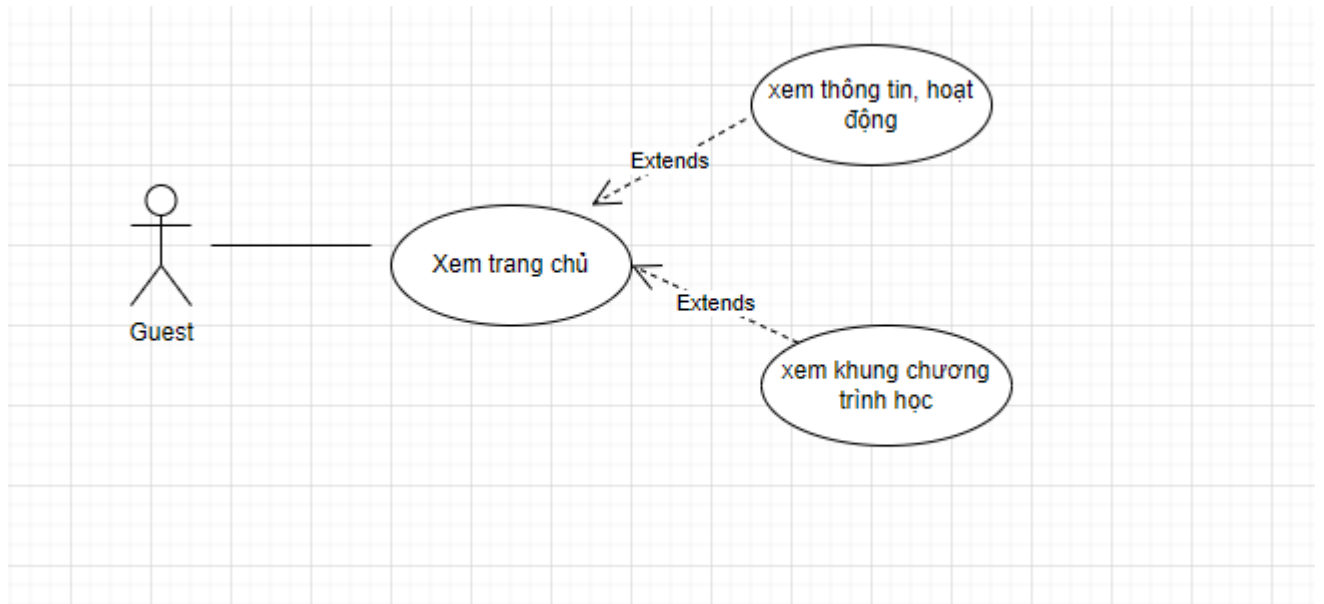 xem thông tin, hoạt
động
Extends
Xem trang chủ
Extends
Guest
xem khung chương
trình học